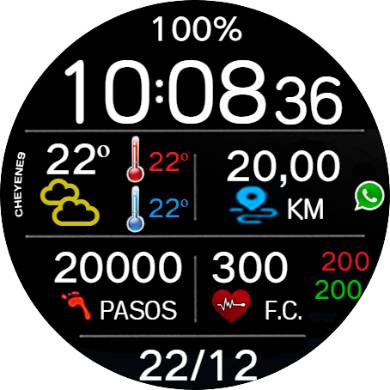 100%
10:08 36
CHEYENE9
22º 22º 20,00
22º KM
20000 300 200
PASOS F.C. 200
22/12